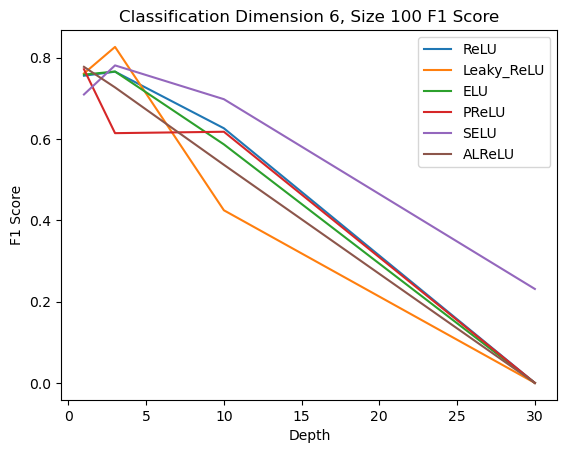 Classification Dimension 6, Size 100 F1 Score
ReLU
Leaky_ReLU
ELU
PReLU
SELU
ALReLU
F1 Score
0.8
0.6
0.4
0.2
0.0
0
5
10
15
20
25
30
Depth